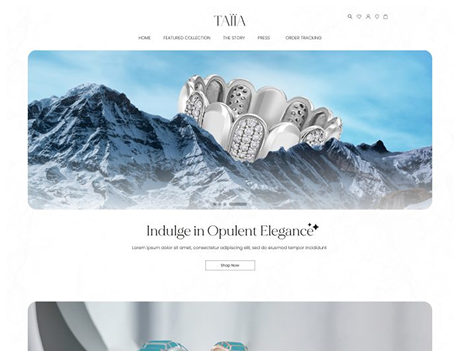 TAÏÏA
HOME FEATURED COLLECTION THE STORY PRESS ORDER TRACKING
Indulge in Opulent Elegance
Lorem ipsum dolor sit amet, consectetur adipiscing elit, sed do eiusmod tempor incididunt
Shop Now